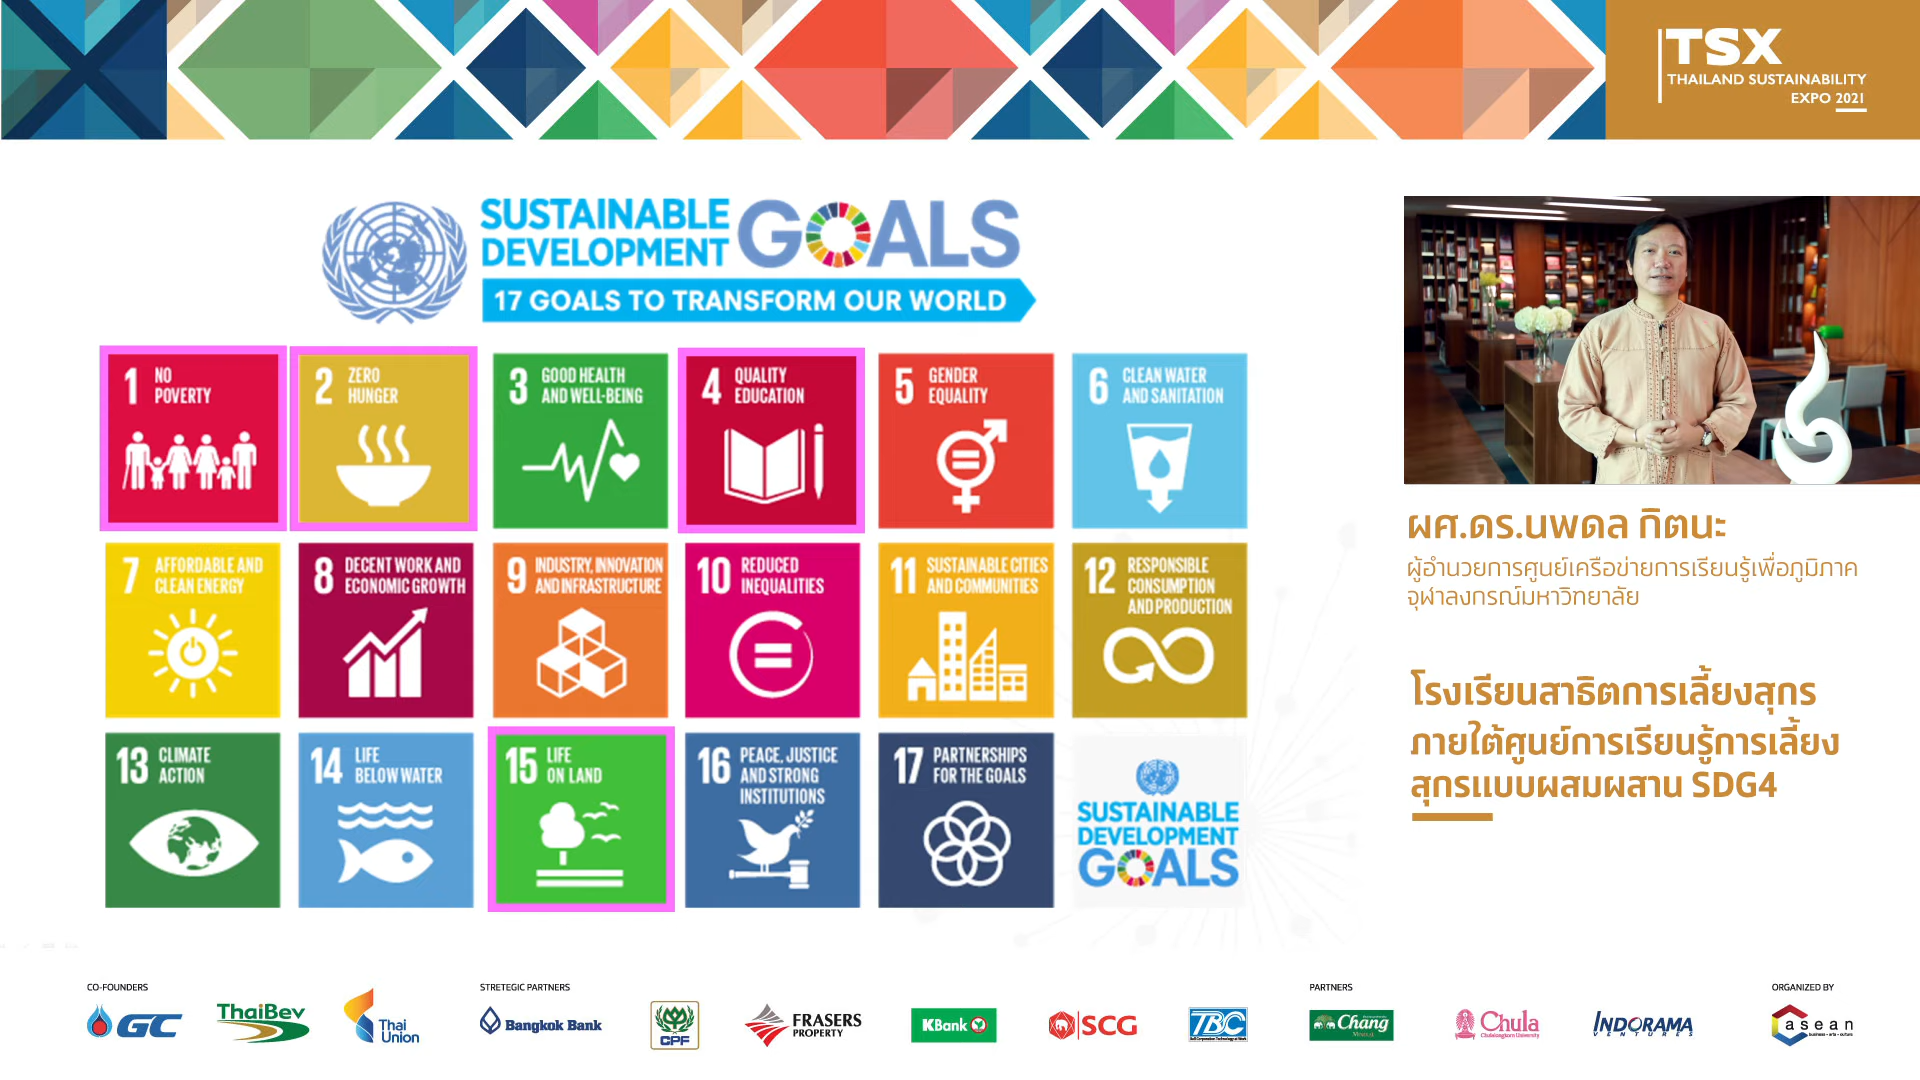 TSX
THAILAND SUSTAINABILITY
EXPO 2021
SUSTAINABLE
DEVELOPMENT
GOALS
17 GOALS TO TRANSFORM OUR WORLD
1 NO
POVERTY
2 ZERO
HUNGER
3 GOOD HEALTH
AND WELL-BEING
4 QUALITY
EDUCATION
5 GENDER
EQUALITY
6 CLEAN WATER
AND SANITATION
7 AFFORDABLE AND
CLEAN ENERGY
8 DECENT WORK AND
ECONOMIC GROWTH
9 INDUSTRY, INNOVATION
AND INFRASTRUCTURE
10 REDUCED
INEQUALITIES
11 SUSTAINABLE CITIES
AND COMMUNITIES
12 RESPONSIBLE
CONSUMPTION
AND PRODUCTION
13 CLIMATE
ACTION
14 LIFE
BELOW WATER
15 LIFE
ON LAND
16 PEACE, JUSTICE
AND STRONG
INSTITUTIONS
17 PARTNERSHIPS
FOR THE GOALS
SUSTAINABLE
DEVELOPMENT
GOALS
ผศ.ดร.นพดล กิตนะ
ผู้อำนวยการศูนย์เครือข่ายการเรียนรู้เพื่อภูมิภาค
จุฬาลงกรณ์มหาวิทยาลัย
โรงเรียนสาธิตการเลี้ยงสุกร
ภายใต้ศูนย์การเรียนรู้การเลี้ยง
สุกรแบบผสมผสาน SDG4
CO-FOUNDERS
GC
ThaiBev
Thai
Union
STRETEGIC PARTNERS
Bangkok Bank
CPF
FRASERS
PROPERTY
KBank
SCG
TBC
PARTNERS
Chang
Chula
Chulalongkorn University
INDORAMA
VENTURES
ORGANIZED BY
asean